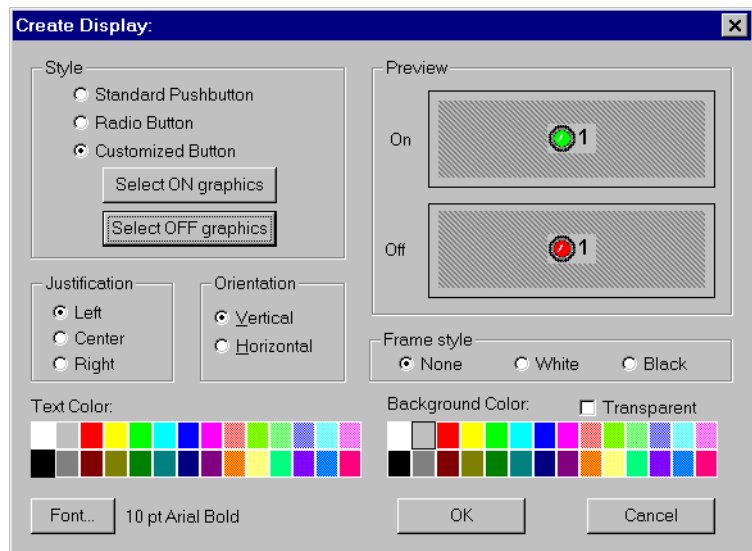 Create Display:
Style
Standard Pushbutton
Radio Button
Customized Button
Select ON graphics
Select OFF graphics
Preview
On
1
Off
1
Justification
Left
Center
Right
Orientation
Vertical
Horizontal
Frame style
None
White
Black
Text Color:
Background Color:
Transparent
Font...
10 pt Arial Bold
OK
Cancel